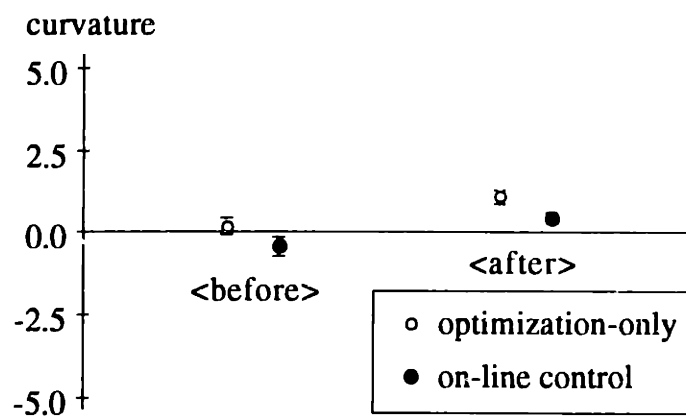 curvature
5.0
2.5
0.0
<before>
<after>
-2.5
optimization-only
on-line control
-5.0